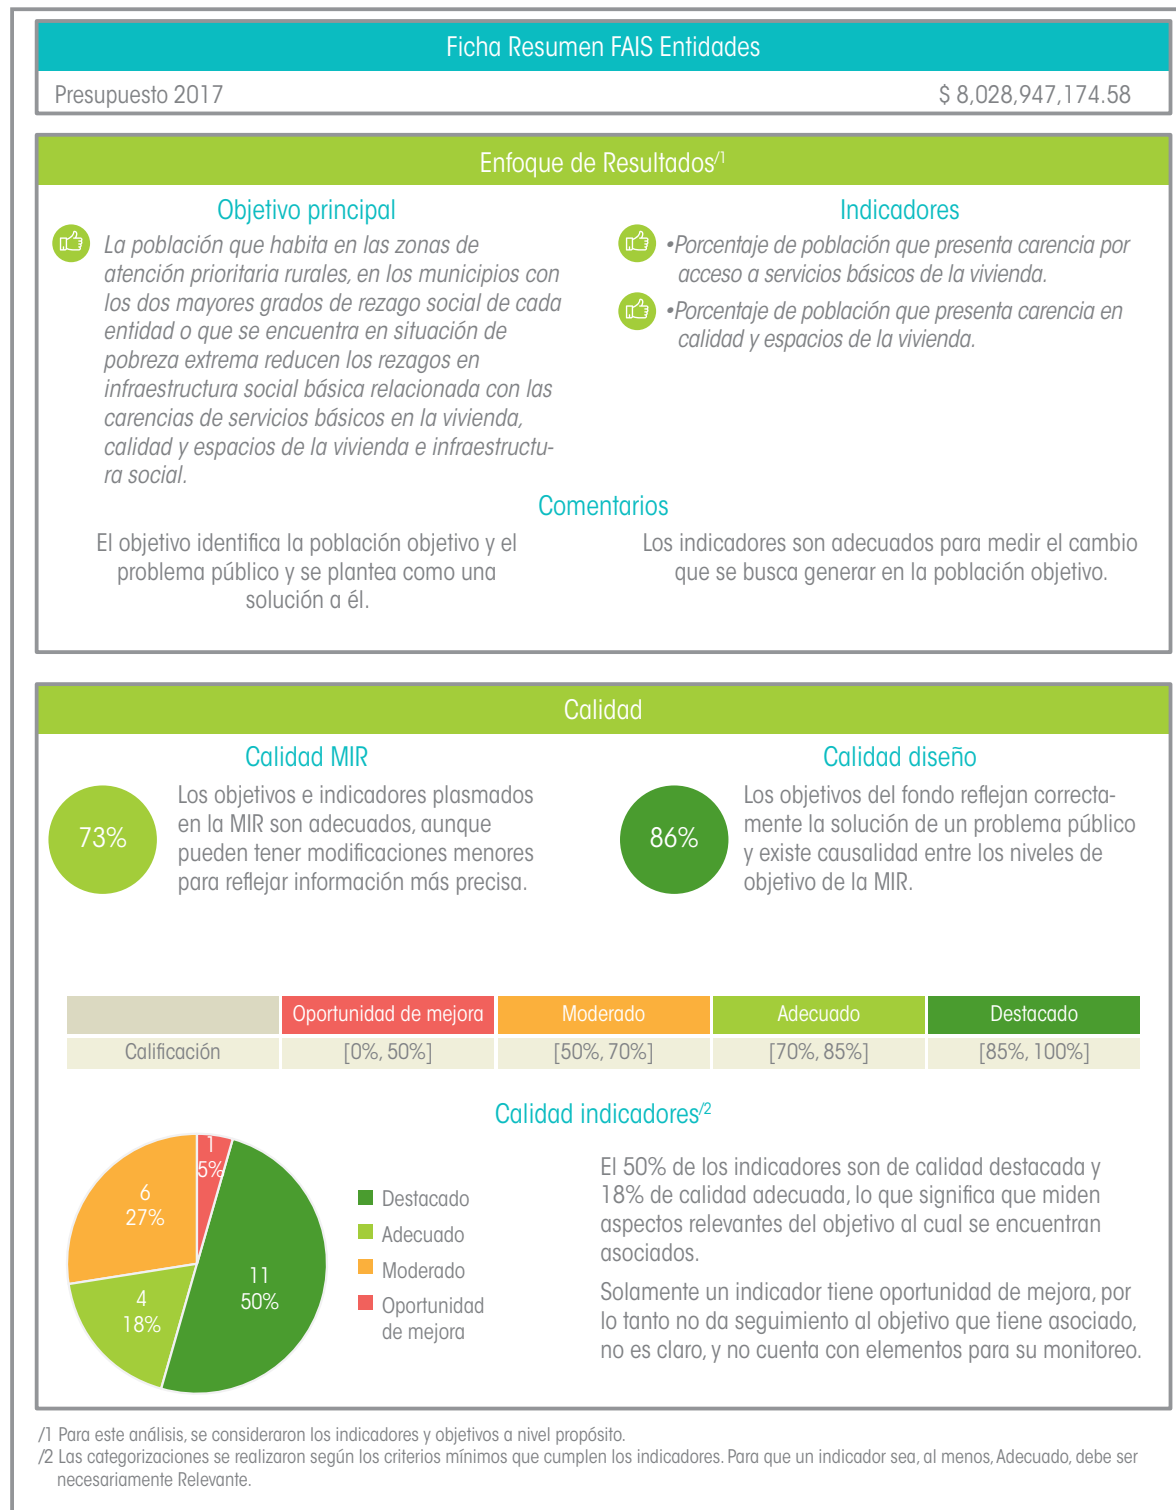 Ficha Resumen FAIS Entidades
Presupuesto 2017 $ 8,028,947,174.58
Enfoque de Resultados/1
Objetivo principal
La población que habita en las zonas de
atención prioritaria rurales, en los municipios con
los dos mayores grados de rezago social de cada
entidad o que se encuentra en situación de
pobreza extrema reducen los rezagos en
infraestructura social básica relacionada con las
carencias de servicios básicos en la vivienda,
calidad y espacios de la vivienda e infraestructu-
ra social.
Indicadores
•Porcentaje de población que presenta carencia por
acceso a servicios básicos de la vivienda.
•Porcentaje de población que presenta carencia en
calidad y espacios de la vivienda.
Comentarios
El objetivo identifica la población objetivo y el
problema público y se plantea como una
solución a él.
Los indicadores son adecuados para medir el cambio
que se busca generar en la población objetivo.
Calidad
Calidad MIR
73%
Los objetivos e indicadores plasmados
en la MIR son adecuados, aunque
pueden tener modificaciones menores
para reflejar información más precisa.
Calidad diseño
86%
Los objetivos del fondo reflejan correcta-
mente la solución de un problema público
y existe causalidad entre los niveles de
objetivo de la MIR.
Oportunidad de mejora Moderado Adecuado Destacado
Calificación [0%, 50%] [50%, 70%] [70%, 85%] [85%, 100%]
Calidad indicadores/2
1
5%
6
27%
11
50%
4
18%
Destacado
Adecuado
Moderado
Oportunidad
de mejora
El 50% de los indicadores son de calidad destacada y
18% de calidad adecuada, lo que significa que miden
aspectos relevantes del objetivo al cual se encuentran
asociados.
Solamente un indicador tiene oportunidad de mejora, por
lo tanto no da seguimiento al objetivo que tiene asociado,
no es claro, y no cuenta con elementos para su monitoreo.
/1 Para este análisis, se consideraron los indicadores y objetivos a nivel propósito.
/2 Las categorizaciones se realizaron según los criterios mínimos que cumplen los indicadores. Para que un indicador sea, al menos, Adecuado, debe ser
necesariamente Relevante.